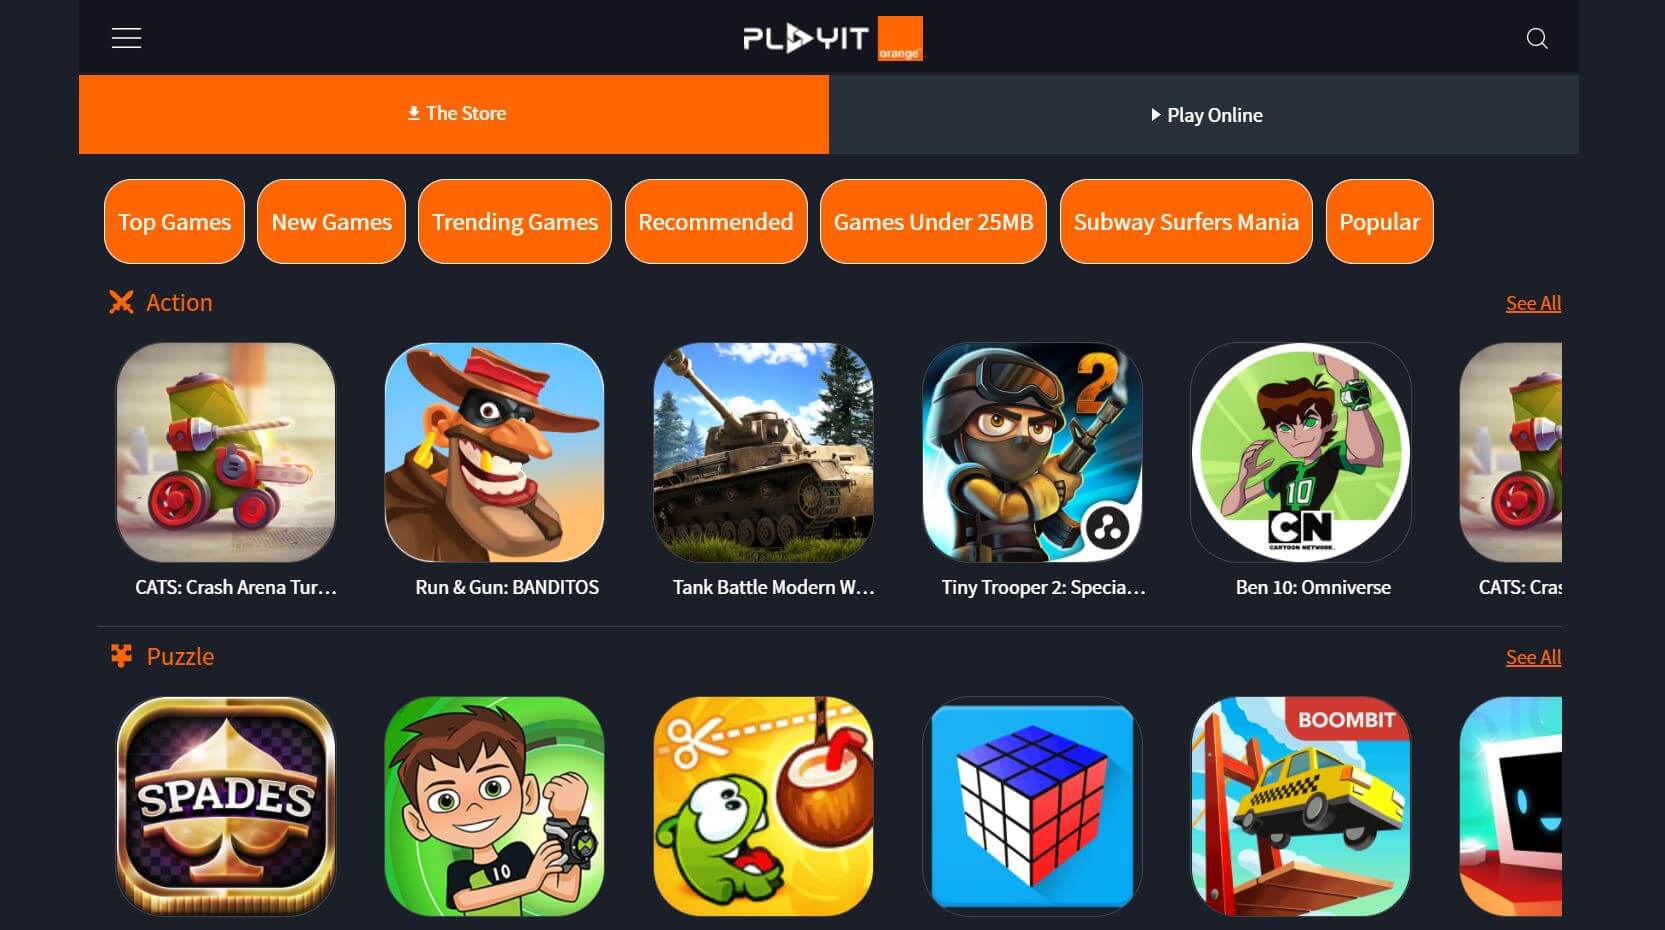 PLAYIT
orange
The Store
Play Online
Top Games
New Games
Trending Games
Recommended
Games Under 25MB
Subway Surfers Mania
Popular
Action
See All
2
10
CN
CARTOON NETWORK
CATS: Crash Arena Tur...
Run & Gun: BANDITOS
Tank Battle Modern W...
Tiny Trooper 2: Specia...
Ben 10: Omniverse
CATS: Cras
Puzzle
See All
SPADES
10
BOOMBIT